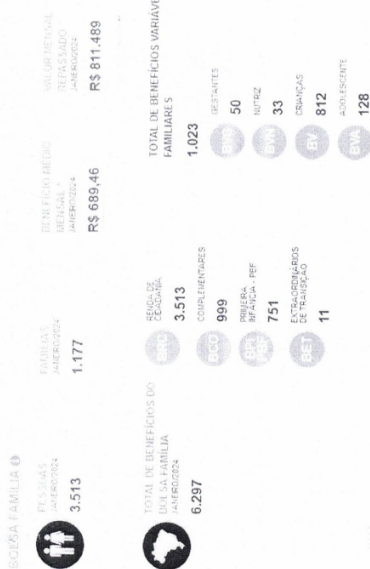 BOLSA FAMÍLIA
PESSOAS
JANEIRO/2024
3.513
FAMÍLIAS
JANEIRO/2024
1.177
BENEFÍCIO MÉDIO
MENSAL
JANEIRO/2024
R$ 689,46
VALOR MENSAL
REPASSADO
JANEIRO/2024
R$ 811.489
TOTAL DE BENEFÍCIOS DO
BOLSA FAMÍLIA
JANEIRO/2024
6.297
BRC
RENDA DE
CIDADANIA
3.513
BCO
COMPLEMENTARES
999
BPI
PBF
PRIMEIRA
INFÂNCIA - PBF
751
BET
EXTRAORDINÁRIOS
DE TRANSIÇÃO
11
TOTAL DE BENEFÍCIOS VARIÁVE
FAMILIARES
1.023
BVG
GESTANTES
50
BVN
NUTRIZ
33
BV
CRIANÇAS
812
BVA
ADOLESCENTE
128